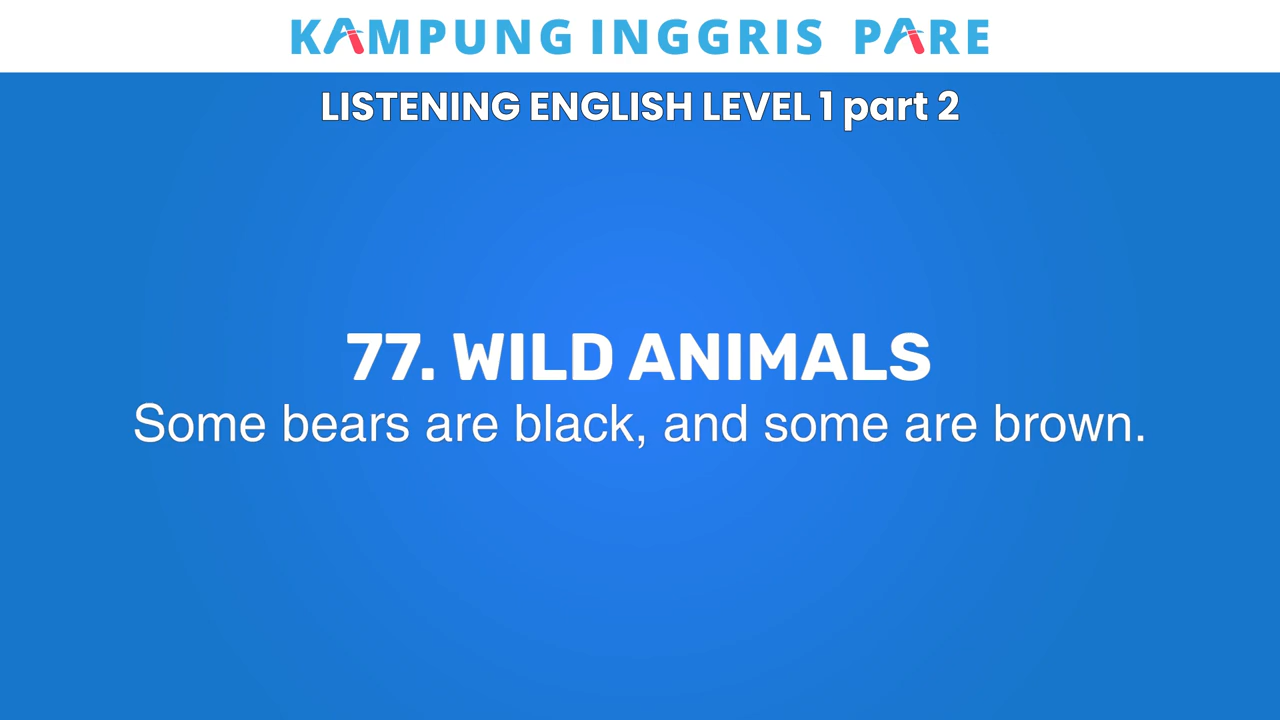 KAMPUNG INGGRIS PARE
LISTENING ENGLISH LEVEL 1 part 2
77. WILD ANIMALS
Some bears are black, and some are brown.